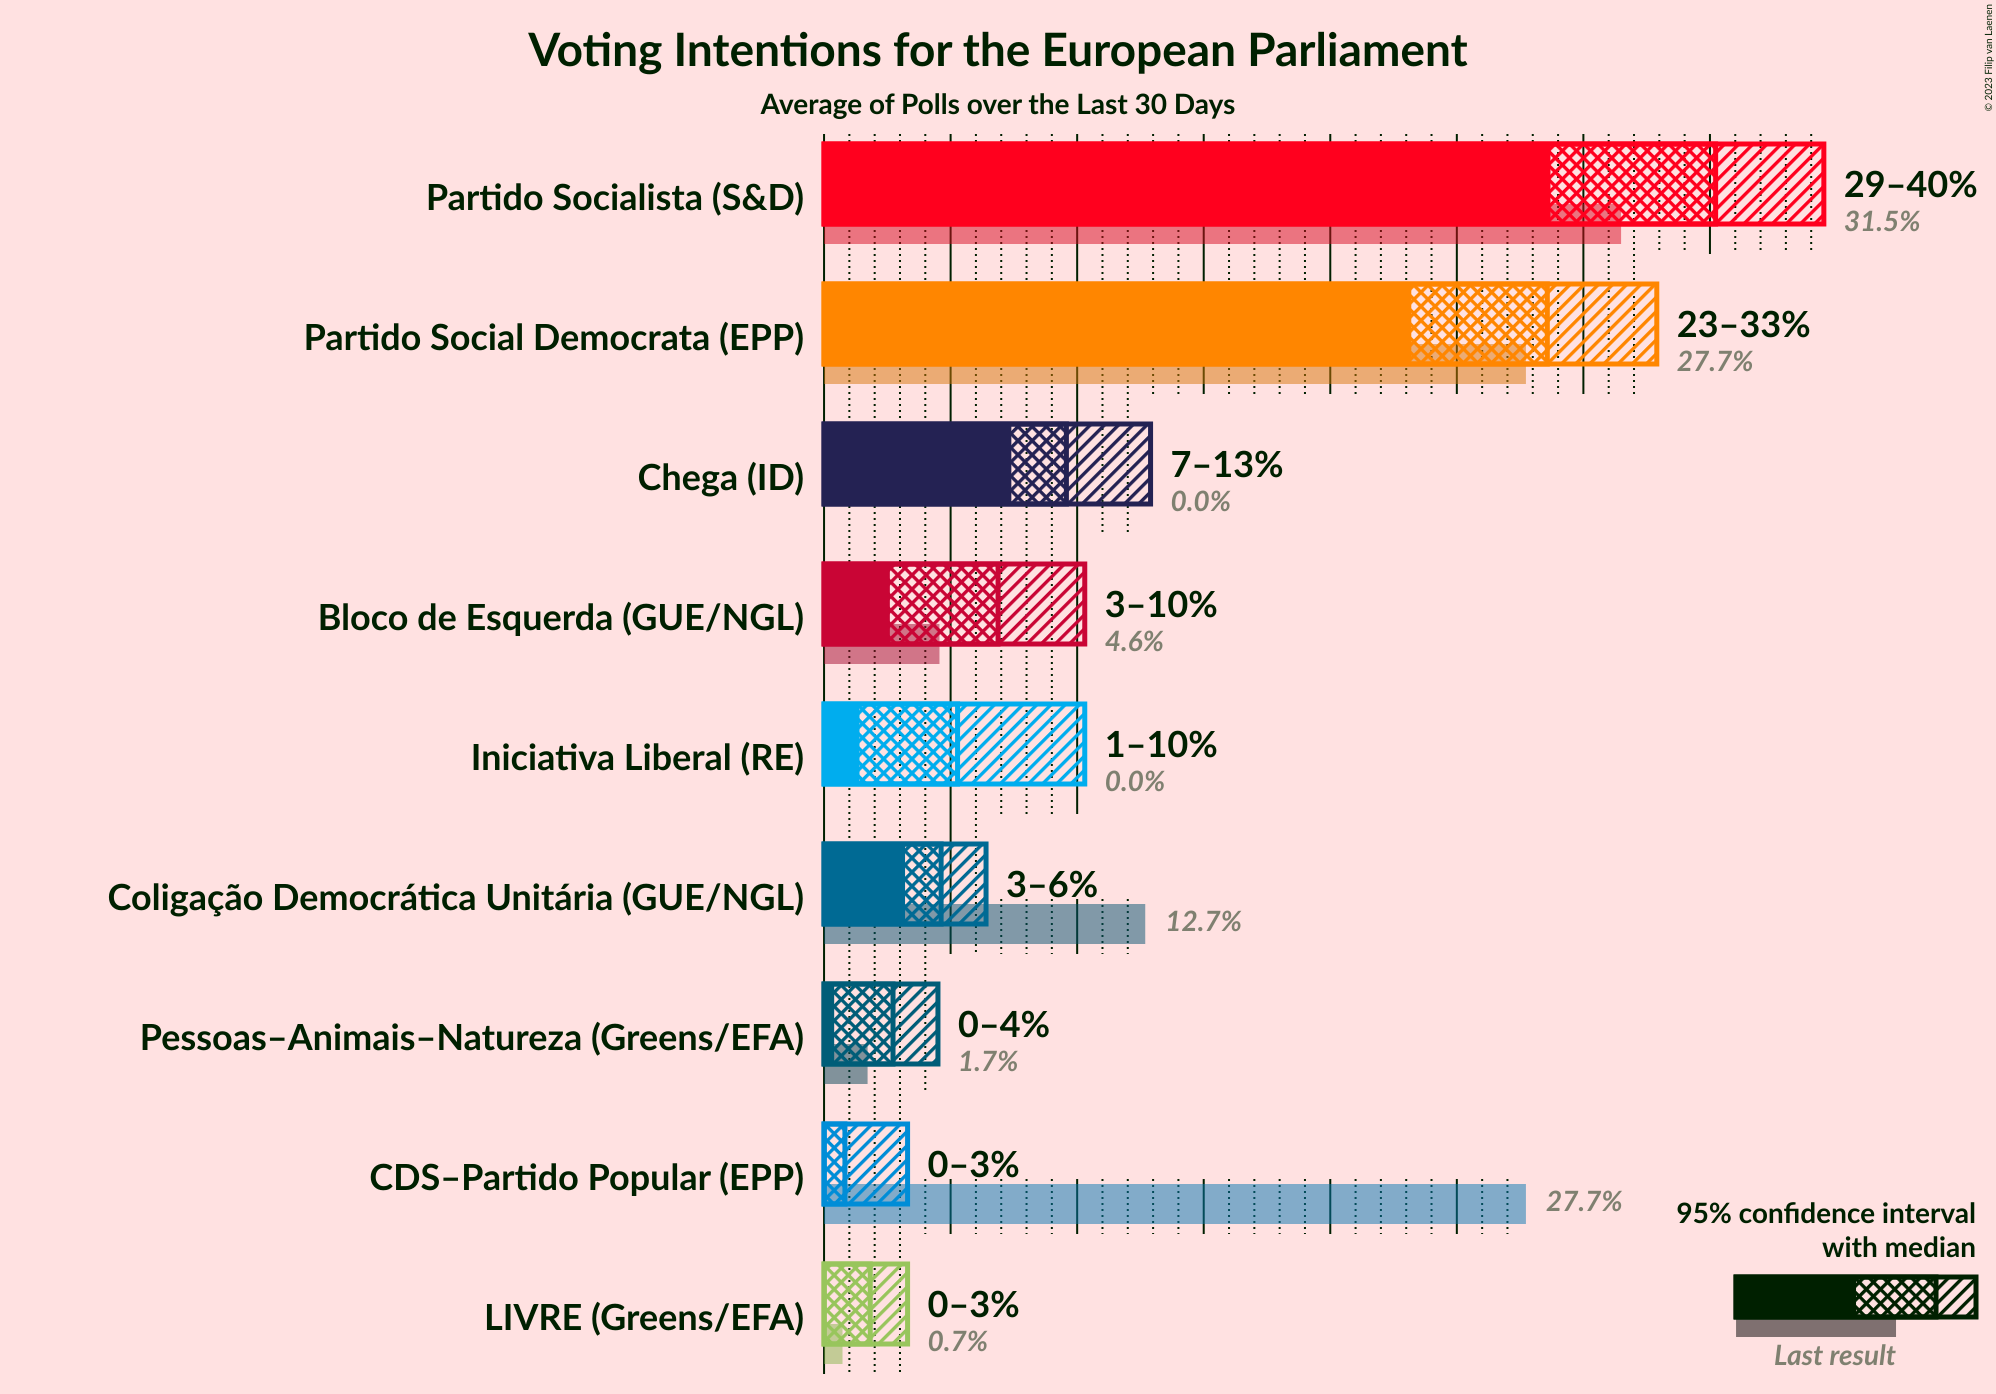 Voting Intentions for the European Parliament
Average of Polls over the Last 30 Days
© 2023 Filip van Laenen
Partido Socialista (S&D)
29–40%
31.5%
Partido Social Democrata (EPP)
23–33%
27.7%
Chega (ID)
7–13%
0.0%
Bloco de Esquerda (GUE/NGL)
3–10%
4.6%
Iniciativa Liberal (RE)
1–10%
0.0%
Coligação Democrática Unitária (GUE/NGL)
3–6%
12.7%
Pessoas–Animais–Natureza (Greens/EFA)
0–4%
1.7%
CDS–Partido Popular (EPP)
0–3%
27.7%
LIVRE (Greens/EFA)
0–3%
0.7%
95% confidence interval
with median
Last result